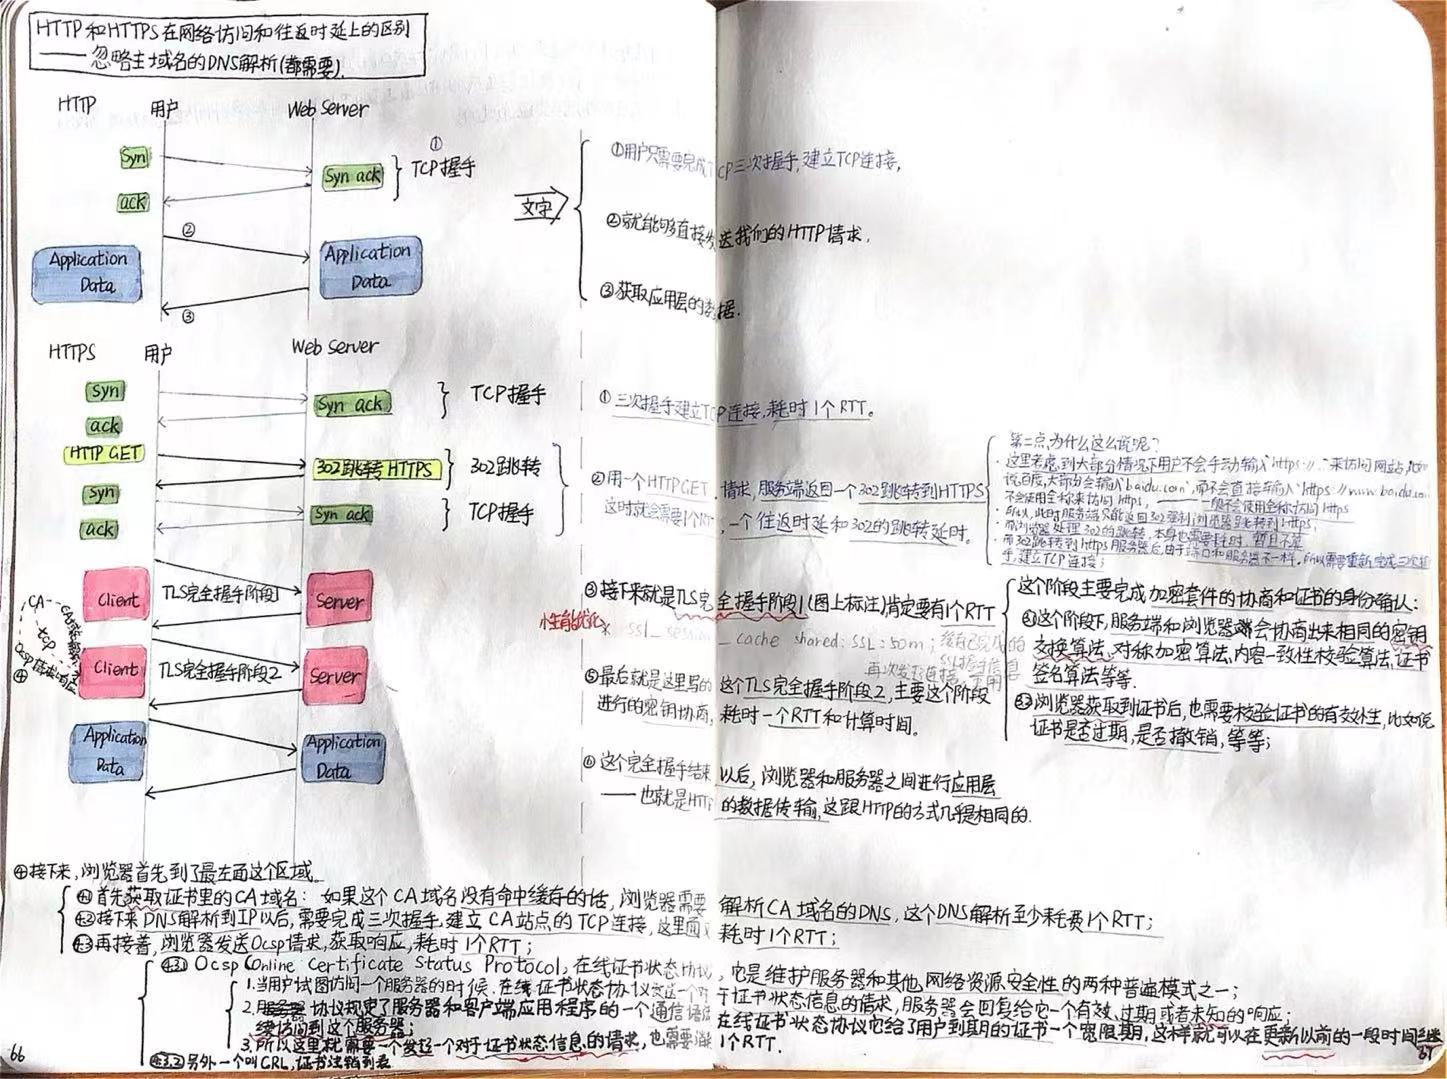 HTTP和HTTPS在网络访问和往返时延上的区别
——忽略主域名的DNS解析(都需要).
HTTP 用户 Web Server
Syn
Syn ack
ack
① TCP握手
②
Application Data
Application Data
③
文字
①用户只需要完成TCP三次握手,建立TCP连接,
②就能够直接发送我们的HTTP请求.
③获取应用层的数据.
HTTPS 用户 Web Server
Syn
Syn ack
TCP握手
ack
HTTP GET
302跳转HTTPS
302跳转
Syn
Syn ack
TCP握手
ack
Client TLS完全握手阶段1 Server
CA
tcp
Ocsp
④
Client TLS完全握手阶段2 Server
Application Data
Application Data
①三次握手建立TCP连接,耗时1个RTT。
②用一个HTTP GET请求,服务端返回一个302跳转到HTTPS
这时就会需要1个RTT,一个往返时延和302的跳转延时。
第二点,为什么这么说呢?
·这里考虑,到大部分情况下用户不会手动输入"https://…"来访问网站,比如
说百度,大部分会输入"baidu.com",而不会直接输入"https://www.baidu.com
不会使用全称来访问https, 一般不会使用全称访问https
·所以,此时服务端只能返回302强制浏览器跳转到https
·而浏览器处理302的跳转,本身也需要耗时,暂且不算
·而302跳转到https服务器后,由于端口和服务器不一样,所以需要重新完成三次握
手,建立TCP连接;
③接下来就是TLS完全握手阶段1(图上标注)肯定要有1个RTT
* ssl_session_cache shared:SSL:50m;
再次发起连接
这个阶段主要完成加密套件的协商和证书的身份确认:
③.1这个阶段下,服务端和浏览器端会协商出来相同的密钥
交换算法、对称加密算法、内容一致性校验算法、证书
签名算法等等.
③.2浏览器获取到证书后,也需要校验证书的有效性,比如说
证书是否过期,是否撤销,等等;
⑤最后就是这里写的这个TLS完全握手阶段2,主要这个阶段
进行的密钥协商,耗时一个RTT和计算时间。
⑥这个完全握手结束以后,浏览器和服务器之间进行应用层
——也就是HTTP的数据传输,这跟HTTP的方式几乎是相同的.
④接下来,浏览器首先到了最左面这个区域。
④.1首先获取证书里的CA域名:如果这个CA域名没有命中缓存的话,浏览器需要解析CA域名的DNS,这个DNS解析至少耗费1个RTT;
④.2接下来DNS解析到IP以后,需要完成三次握手,建立CA站点的TCP连接,这里面又耗时1个RTT;
④.3再接着,浏览器发送Ocsp请求,获取响应,耗时1个RTT;
④.3.1 Ocsp (Online Certificate Status Protocol,在线证书状态协议,它是维护服务器和其他网络资源安全性的两种普遍模式之一;
1.当用户试图访问一个服务器的时候,在线证书状态协议发送一个对于证书状态信息的请求,服务器会回复给它一个有效、过期或者未知的响应;
2.协议规定了服务器和客户端应用程序的一个通信语法,在线证书状态协议它给了用户到期的证书一个宽限期,这样就可以在更新以前的一段时间继
续访问到这个服务器;
3.所以这里就需要一个发起一个对于证书状态信息的请求,也需要消耗1个RTT.
④.3.2另外一个叫CRL,证书注销列表
66
67